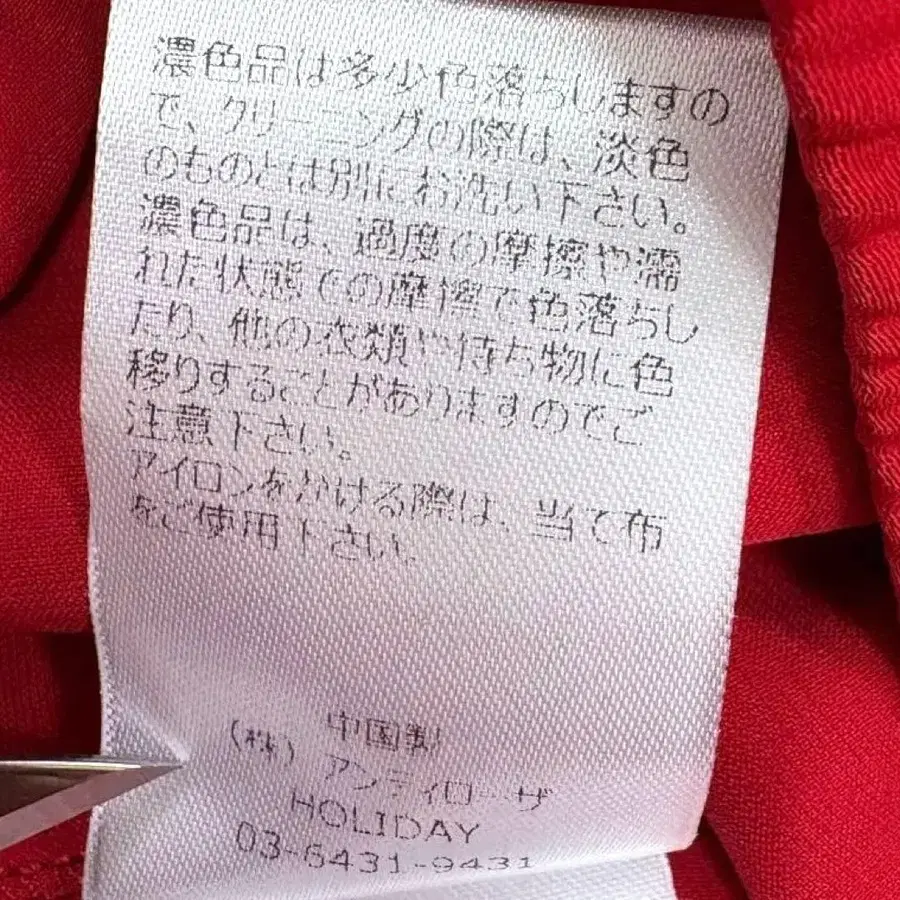 濃色品は多少色落ちしますの
で、クリーニングの際は、淡色
のものとは別にお洗い下さい。
濃色品は、過度の摩擦や濡
れた状態での摩擦で色落ちし
たり、他の衣類や持ち物に色
移りすることがありますのでご
注意下さい。
アイロンをかける際は、当て布
をご使用下さい。
中国製
(株)アンティローザ
HOLIDAY
03-6431-9431